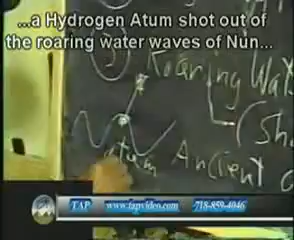 ...a Hydrogen Atum shot out of
the roaring water waves of Nun...
(3) Roaring Wat
(Sh
Atum Ancient
TAP www.tapvideo.com 718-859-4046